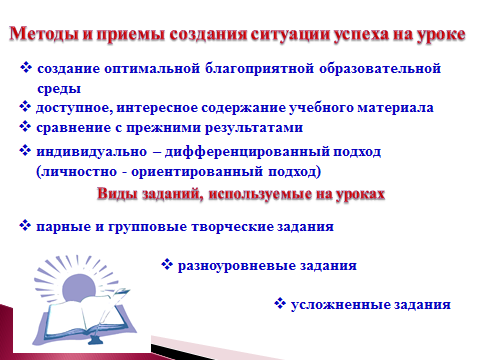 Методы и приемы создания ситуации успеха на уроке
❖ создание оптимальной благоприятной образовательной
среды
❖ доступное, интересное содержание учебного материала
❖ сравнение с прежними результатами
❖ индивидуально – дифференцированный подход
(личностно - ориентированный подход)
Виды заданий, используемые на уроках
❖ парные и групповые творческие задания
❖ разноуровневые задания
❖ усложненные задания